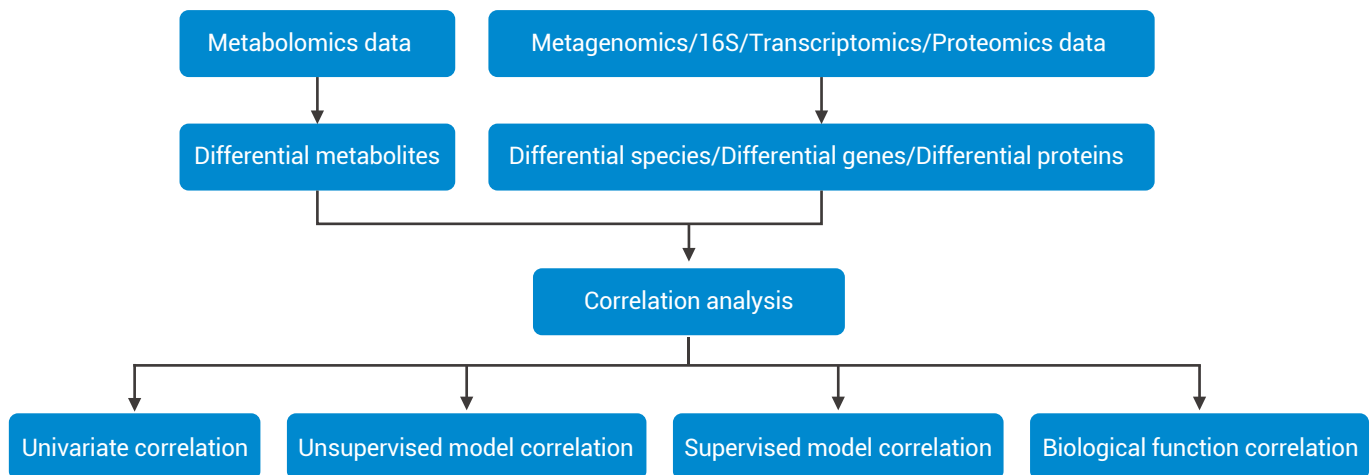 Metabolomics data
Metagenomics/16S/Transcriptomics/Proteomics data
Differential metabolites
Differential species/Differential genes/Differential proteins
Correlation analysis
Univariate correlation
Unsupervised model correlation
Supervised model correlation
Biological function correlation